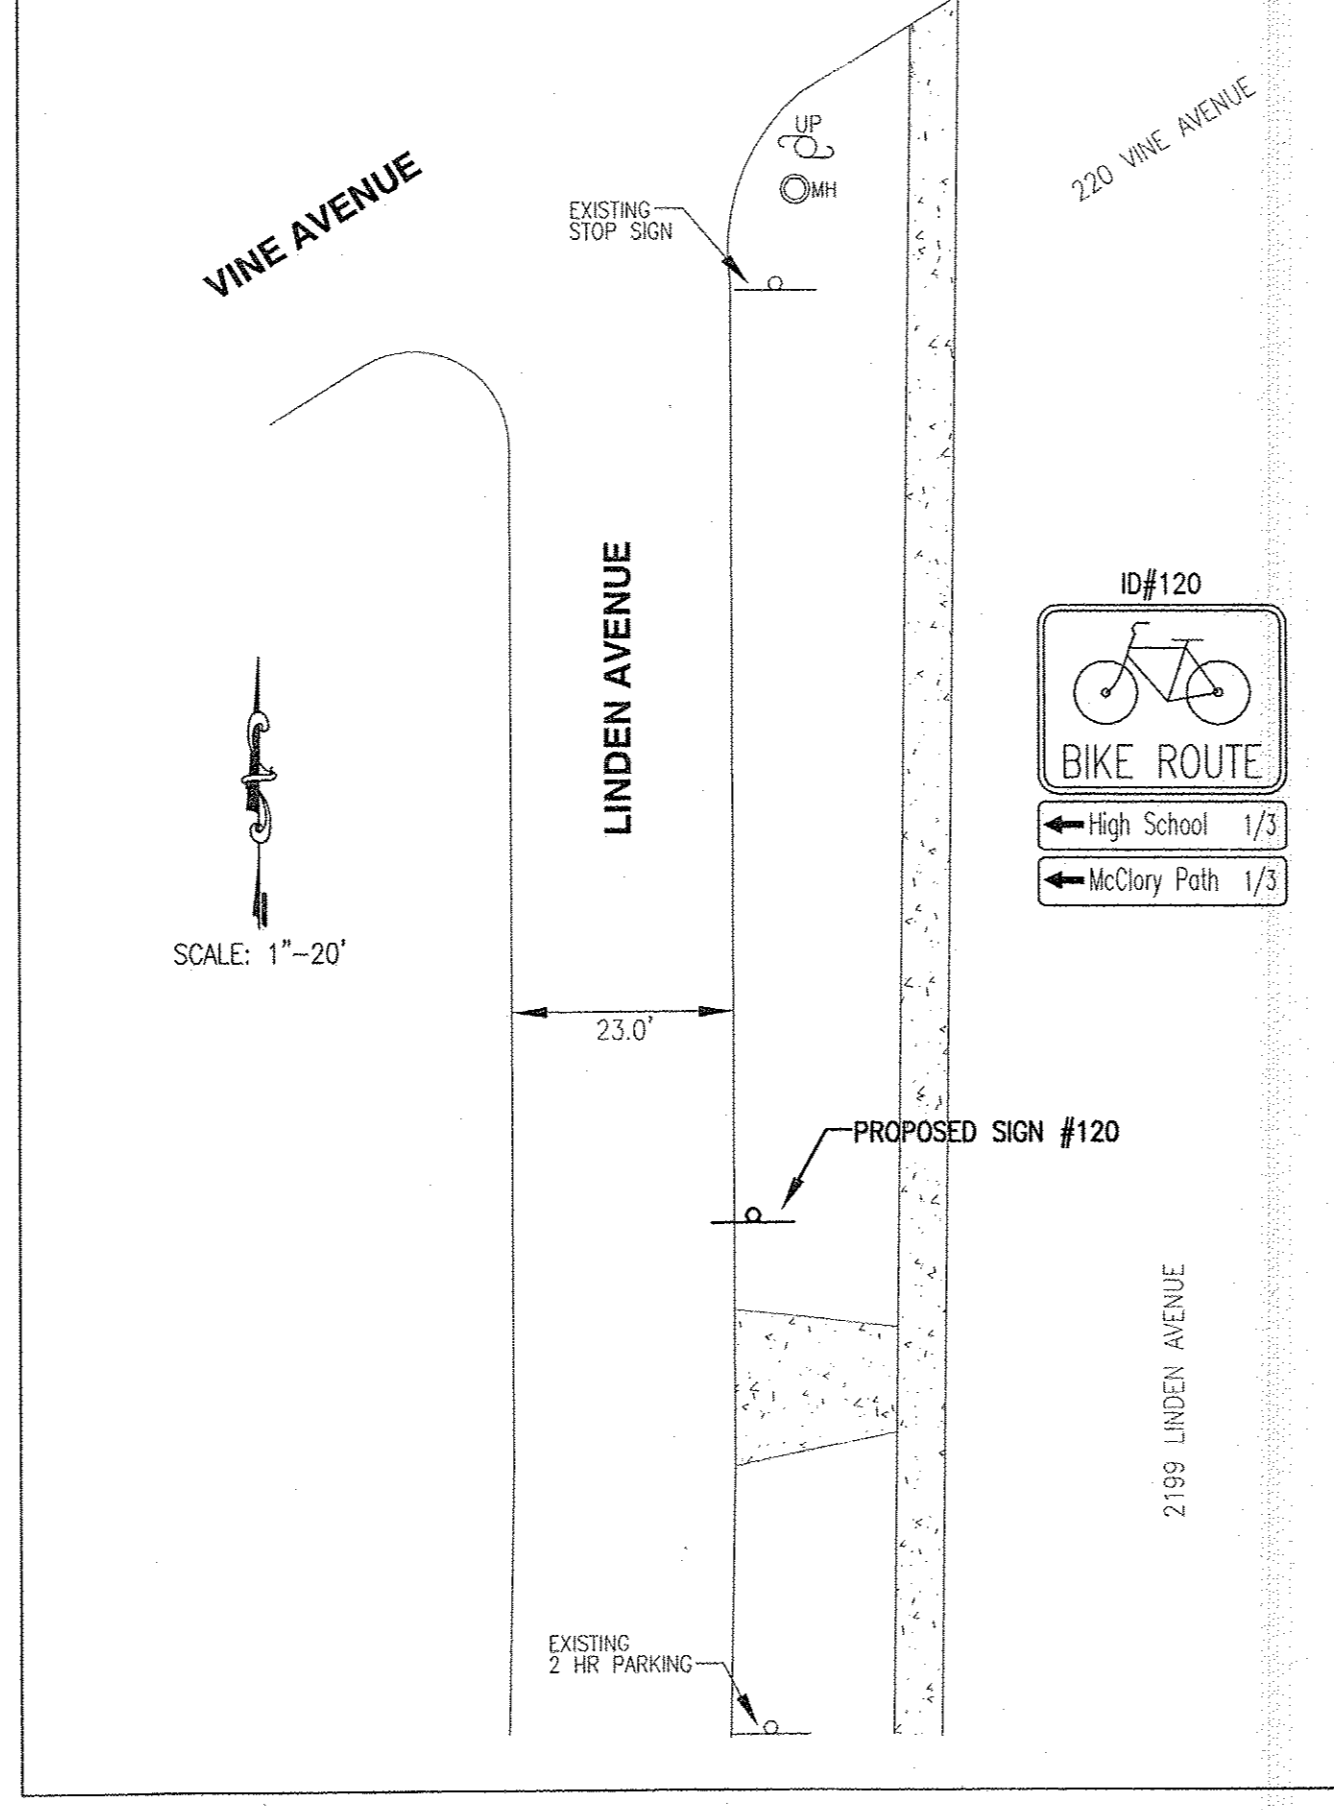 UP
MH
220 VINE AVENUE
VINE AVENUE
EXISTING
STOP SIGN
LINDEN AVENUE
ID#120
BIKE ROUTE
High School 1/3
McClory Path 1/3
SCALE: 1"-20'
23.0'
PROPOSED SIGN #120
2199 LINDEN AVENUE
EXISTING
2 HR PARKING